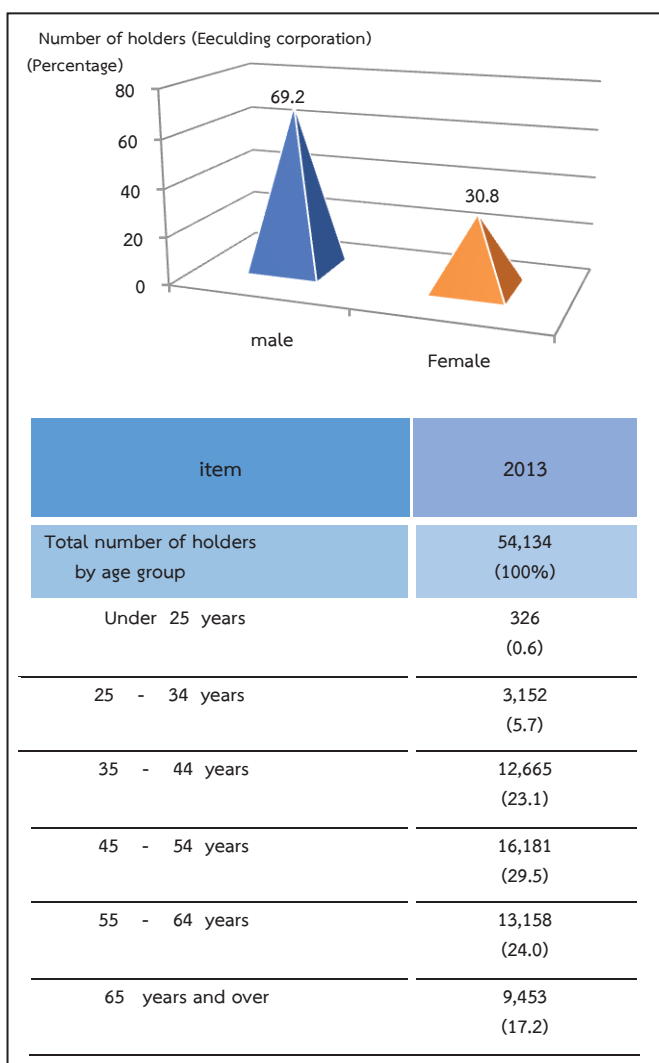 Number of holders (Eeculding corporation)
(Percentage)
80
60
40
20
0
69.2
30.8
male
Female
item 2013
Total number of holders 54,134
by age group (100%)
Under 25 years 326
(0.6)
25 - 34 years 3,152
(5.7)
35 - 44 years 12,665
(23.1)
45 - 54 years 16,181
(29.5)
55 - 64 years 13,158
(24.0)
65 years and over 9,453
(17.2)